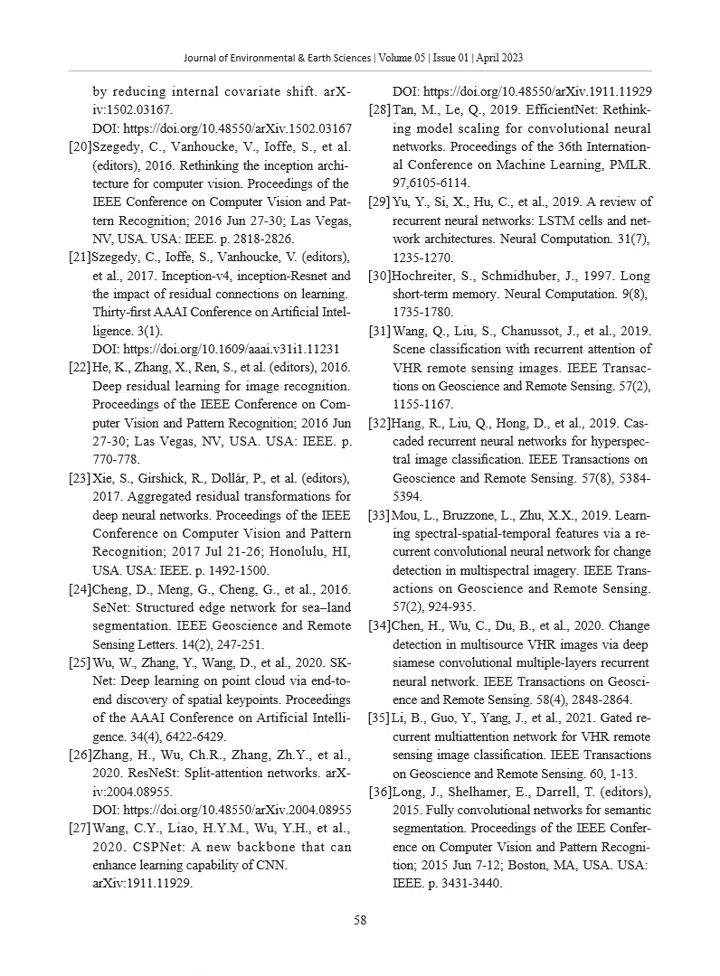 Journal of Environmental & Earth Sciences | Volume 05 | Issue 01 | April 2023
by reducing internal covariate shift. arX-
iv:1502.03167.
DOI: https://doi.org/10.48550/arXiv.1502.03167
[20]Szegedy, C., Vanhoucke, V., Ioffe, S., et al.
(editors), 2016. Rethinking the inception archi-
tecture for computer vision. Proceedings of the
IEEE Conference on Computer Vision and Pat-
tern Recognition; 2016 Jun 27-30; Las Vegas,
NV, USA. USA: IEEE. p. 2818-2826.
[21]Szegedy, C., Ioffe, S., Vanhoucke, V. (editors),
et al., 2017. Inception-v4, inception-Resnet and
the impact of residual connections on learning.
Thirty-first AAAI Conference on Artificial Intel-
ligence. 3(1).
DOI: https://doi.org/10.1609/aaai.v31i1.11231
[22]He, K., Zhang, X., Ren, S., et al. (editors), 2016.
Deep residual learning for image recognition.
Proceedings of the IEEE Conference on Com-
puter Vision and Pattern Recognition; 2016 Jun
27-30; Las Vegas, NV, USA. USA: IEEE. p.
770-778.
[23]Xie, S., Girshick, R., Dollár, P., et al. (editors),
2017. Aggregated residual transformations for
deep neural networks. Proceedings of the IEEE
Conference on Computer Vision and Pattern
Recognition; 2017 Jul 21-26; Honolulu, HI,
USA. USA: IEEE. p. 1492-1500.
[24]Cheng, D., Meng, G., Cheng, G., et al., 2016.
SeNet: Structured edge network for sea–land
segmentation. IEEE Geoscience and Remote
Sensing Letters. 14(2), 247-251.
[25]Wu, W., Zhang, Y., Wang, D., et al., 2020. SK-
Net: Deep learning on point cloud via end-to-
end discovery of spatial keypoints. Proceedings
of the AAAI Conference on Artificial Intelli-
gence. 34(4), 6422-6429.
[26]Zhang, H., Wu, Ch.R., Zhang, Zh.Y., et al.,
2020. ResNeSt: Split-attention networks. arX-
iv:2004.08955.
DOI: https://doi.org/10.48550/arXiv.2004.08955
[27]Wang, C.Y., Liao, H.Y.M., Wu, Y.H., et al.,
2020. CSPNet: A new backbone that can
enhance learning capability of CNN.
arXiv:1911.11929.
DOI: https://doi.org/10.48550/arXiv.1911.11929
[28]Tan, M., Le, Q., 2019. EfficientNet: Rethink-
ing model scaling for convolutional neural
networks. Proceedings of the 36th Internation-
al Conference on Machine Learning, PMLR.
97,6105-6114.
[29]Yu, Y., Si, X., Hu, C., et al., 2019. A review of
recurrent neural networks: LSTM cells and net-
work architectures. Neural Computation. 31(7),
1235-1270.
[30]Hochreiter, S., Schmidhuber, J., 1997. Long
short-term memory. Neural Computation. 9(8),
1735-1780.
[31]Wang, Q., Liu, S., Chanussot, J., et al., 2019.
Scene classification with recurrent attention of
VHR remote sensing images. IEEE Transac-
tions on Geoscience and Remote Sensing. 57(2),
1155-1167.
[32]Hang, R., Liu, Q., Hong, D., et al., 2019. Cas-
caded recurrent neural networks for hyperspec-
tral image classification. IEEE Transactions on
Geoscience and Remote Sensing. 57(8), 5384-
5394.
[33]Mou, L., Bruzzone, L., Zhu, X.X., 2019. Learn-
ing spectral-spatial-temporal features via a re-
current convolutional neural network for change
detection in multispectral imagery. IEEE Trans-
actions on Geoscience and Remote Sensing.
57(2), 924-935.
[34]Chen, H., Wu, C., Du, B., et al., 2020. Change
detection in multisource VHR images via deep
siamese convolutional multiple-layers recurrent
neural network. IEEE Transactions on Geosci-
ence and Remote Sensing. 58(4), 2848-2864.
[35]Li, B., Guo, Y., Yang, J., et al., 2021. Gated re-
current multiattention network for VHR remote
sensing image classification. IEEE Transactions
on Geoscience and Remote Sensing. 60, 1-13.
[36]Long, J., Shelhamer, E., Darrell, T. (editors),
2015. Fully convolutional networks for semantic
segmentation. Proceedings of the IEEE Confer-
ence on Computer Vision and Pattern Recogni-
tion; 2015 Jun 7-12; Boston, MA, USA. USA:
IEEE. p. 3431-3440.
58